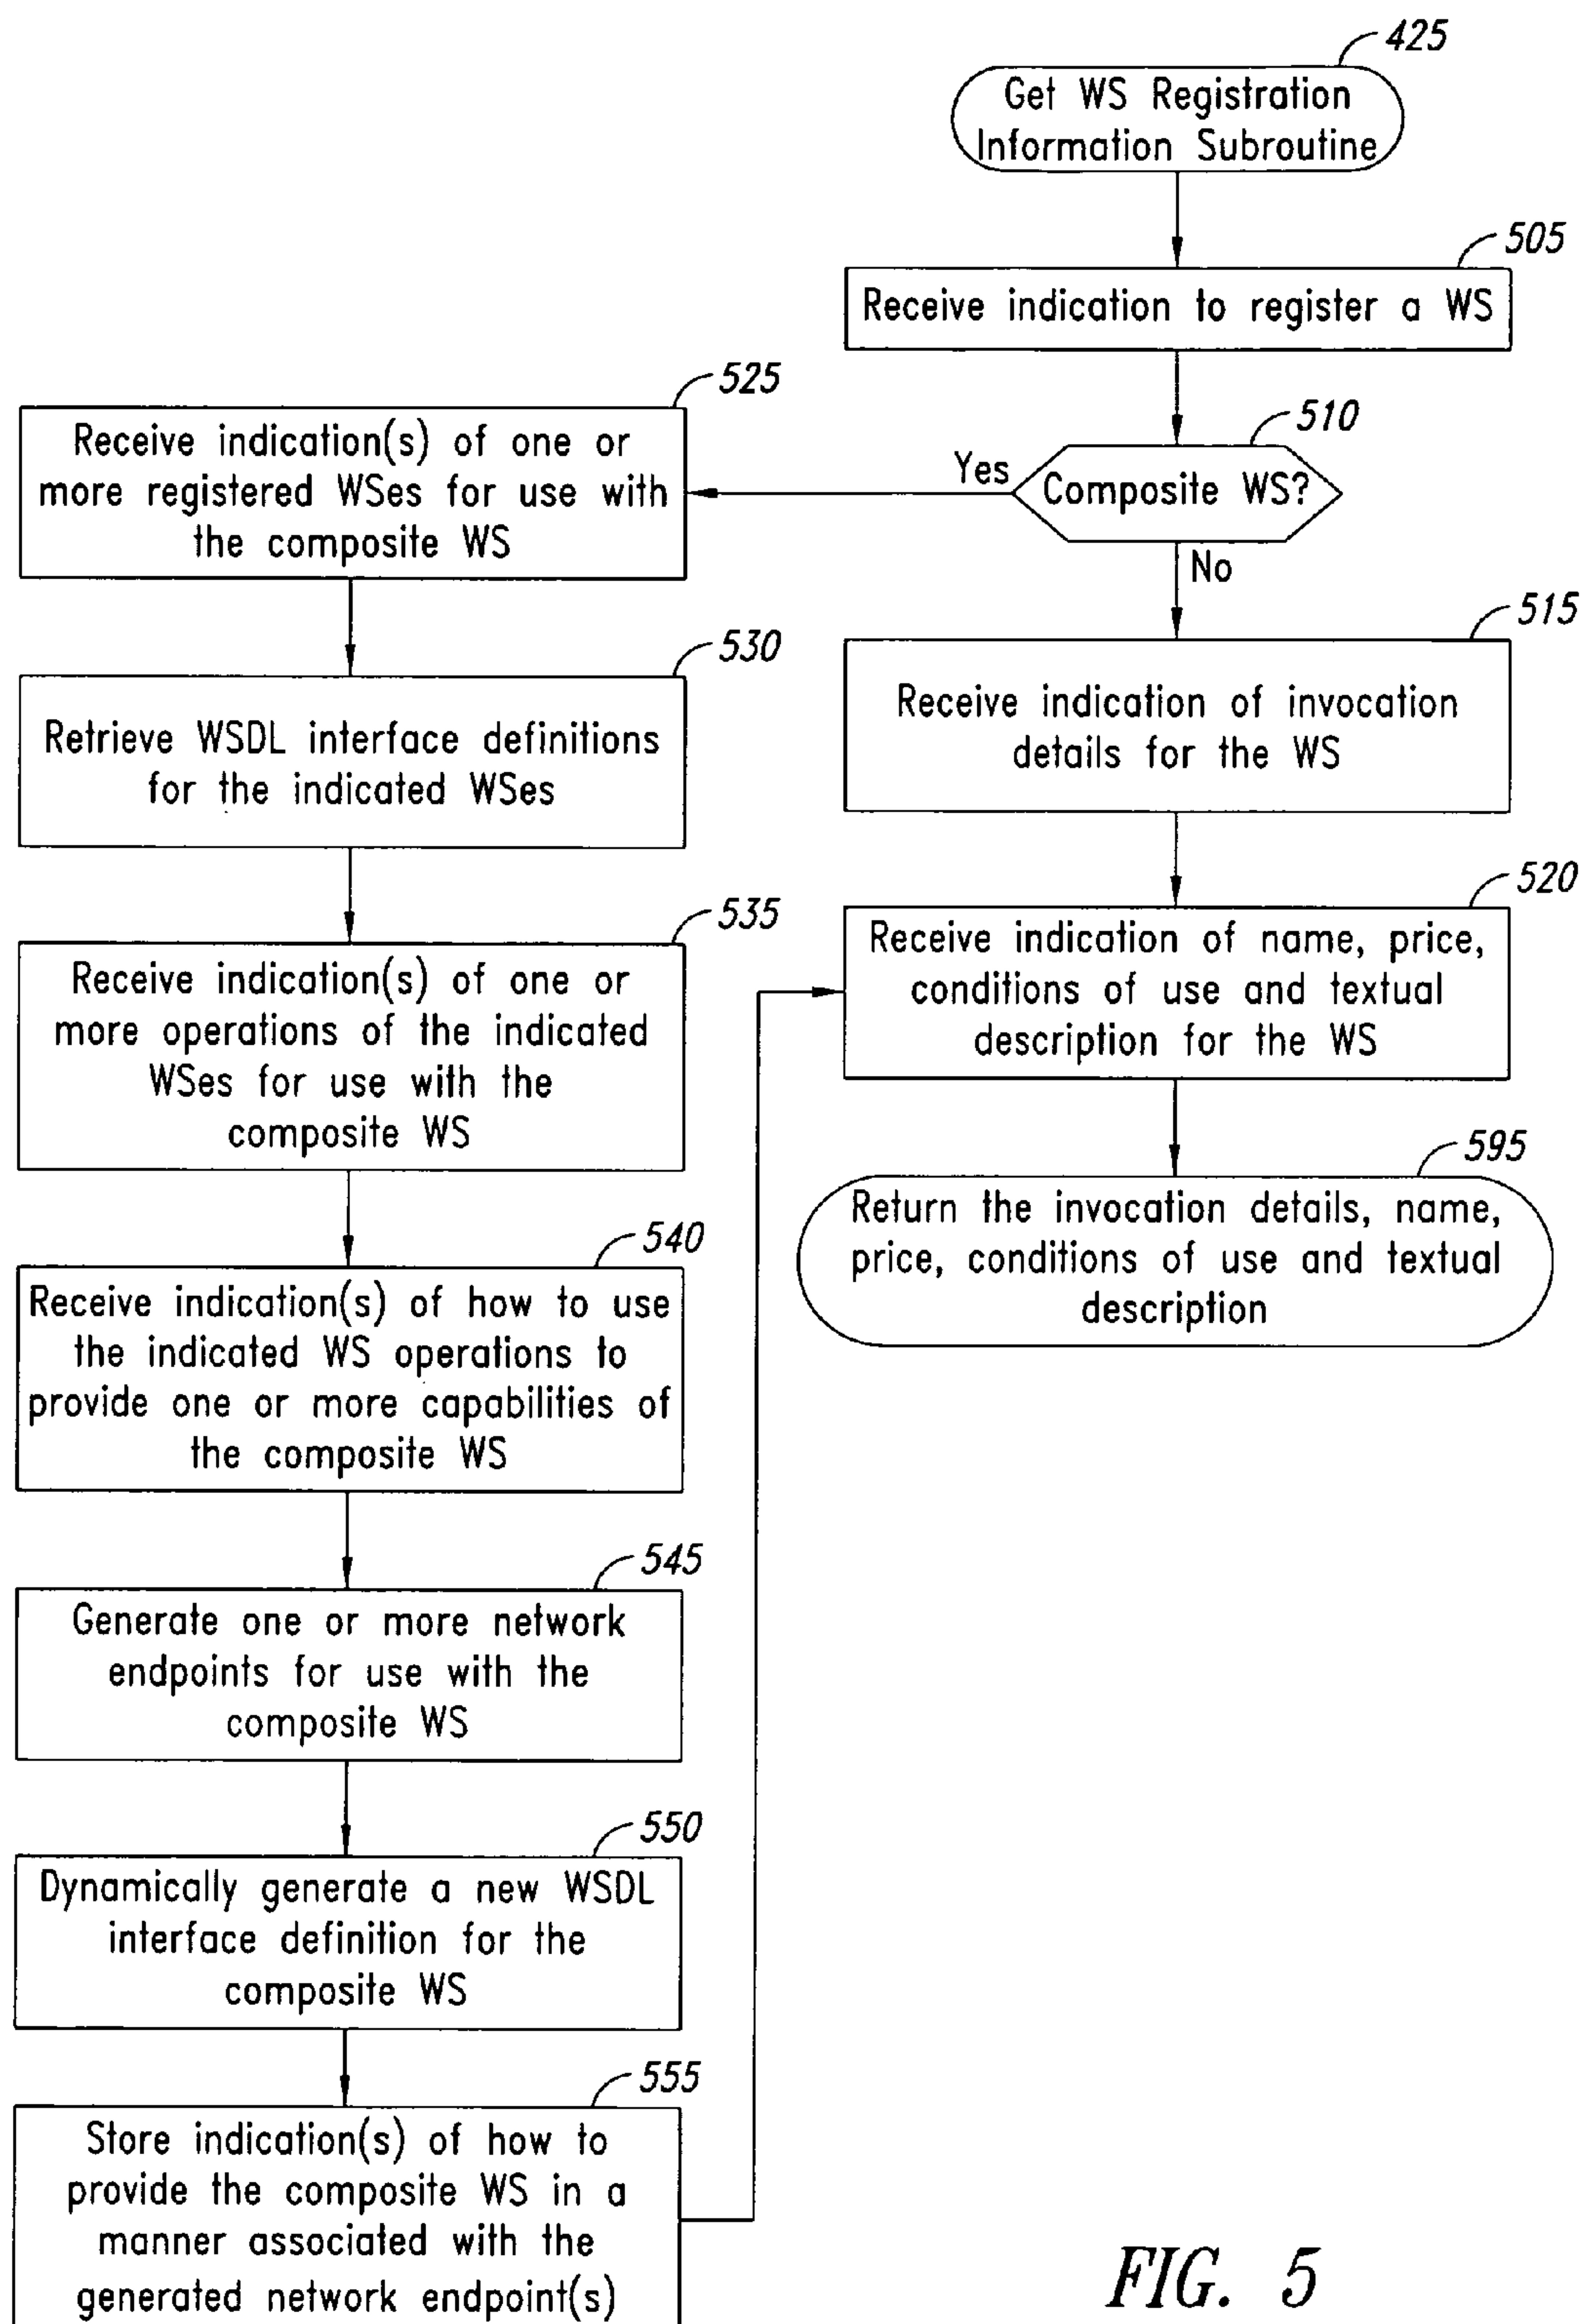 425
Get WS Registration
Information Subroutine
505
Receive indication to register a WS
510
Composite WS?
Yes
No
515
Receive indication of invocation
details for the WS
520
Receive indication of name, price,
conditions of use and textual
description for the WS
595
Return the invocation details, name,
price, conditions of use and textual
description
525
Receive indication(s) of one or
more registered WSes for use with
the composite WS
530
Retrieve WSDL interface definitions
for the indicated WSes
535
Receive indication(s) of one or
more operations of the indicated
WSes for use with the
composite WS
540
Receive indication(s) of how to use
the indicated WS operations to
provide one or more capabilities of
the composite WS
545
Generate one or more network
endpoints for use with the
composite WS
550
Dynamically generate a new WSDL
interface definition for the
composite WS
555
Store indication(s) of how to
provide the composite WS in a
manner associated with the
generated network endpoint(s)
FIG. 5